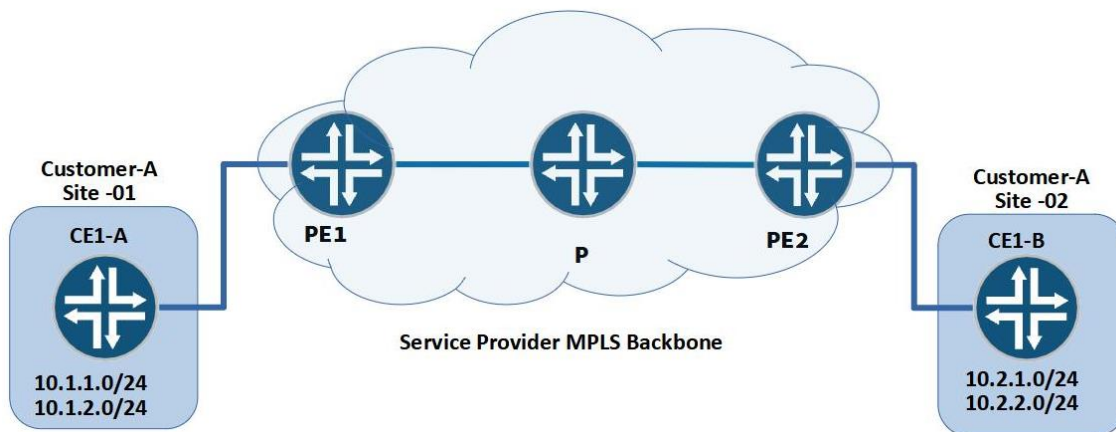 Customer-A
Site -01
CE1-A
10.1.1.0/24
10.1.2.0/24
PE1
P
PE2
Service Provider MPLS Backbone
Customer-A
Site -02
CE1-B
10.2.1.0/24
10.2.2.0/24